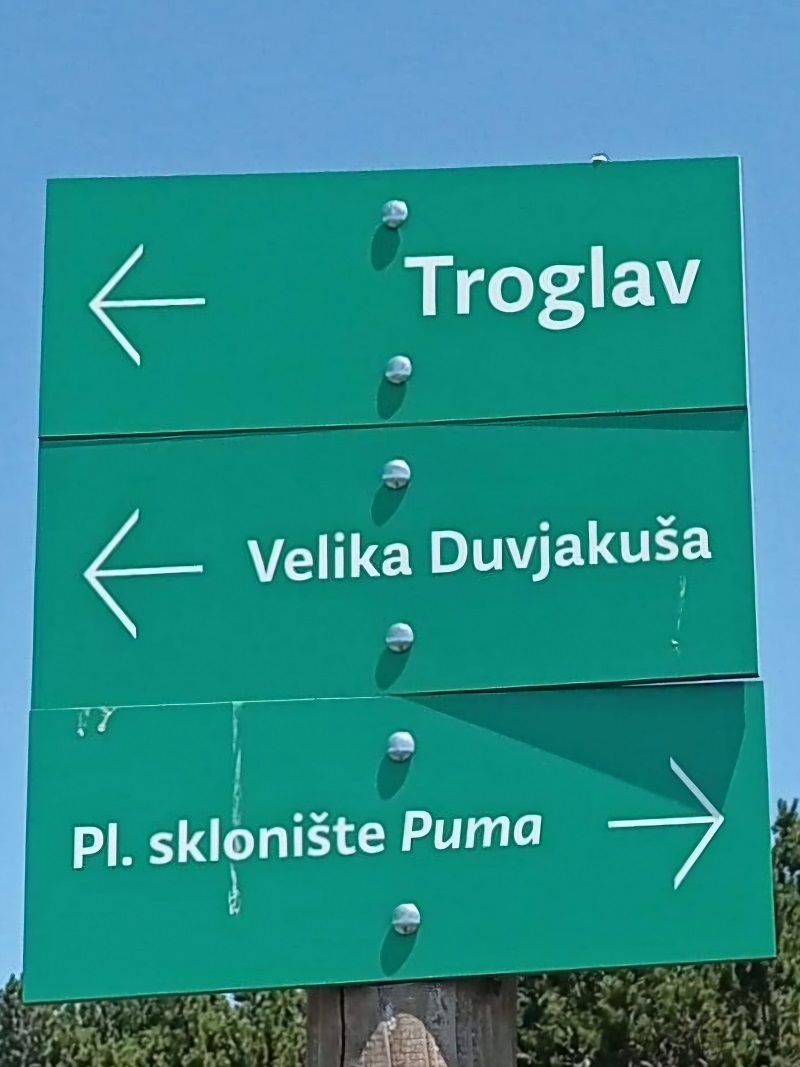 Troglav
Velika Duvjakuša
Pl. sklonište Puma